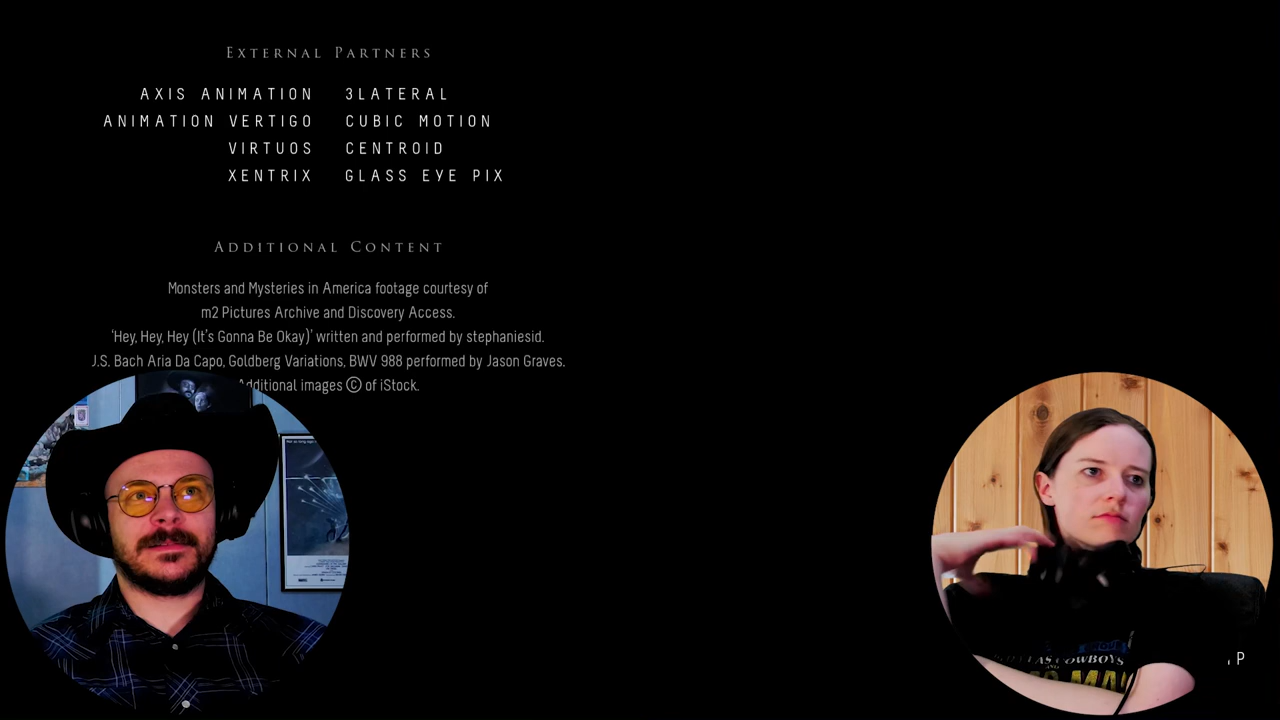 External Partners
AXIS ANIMATION 3LATERAL
ANIMATION VERTIGO CUBIC MOTION
VIRTUOS CENTROID
XENTRIX GLASS EYE PIX
Additional Content
Monsters and Mysteries in America footage courtesy of
m2 Pictures Archive and Discovery Access.
'Hey, Hey, Hey (It's Gonna Be Okay)' written and performed by stephaniesid.
J.S. Bach Aria Da Capo, Goldberg Variations, BWV 988 performed by Jason Graves.
Additional images © of iStock.
COWBOYS
P